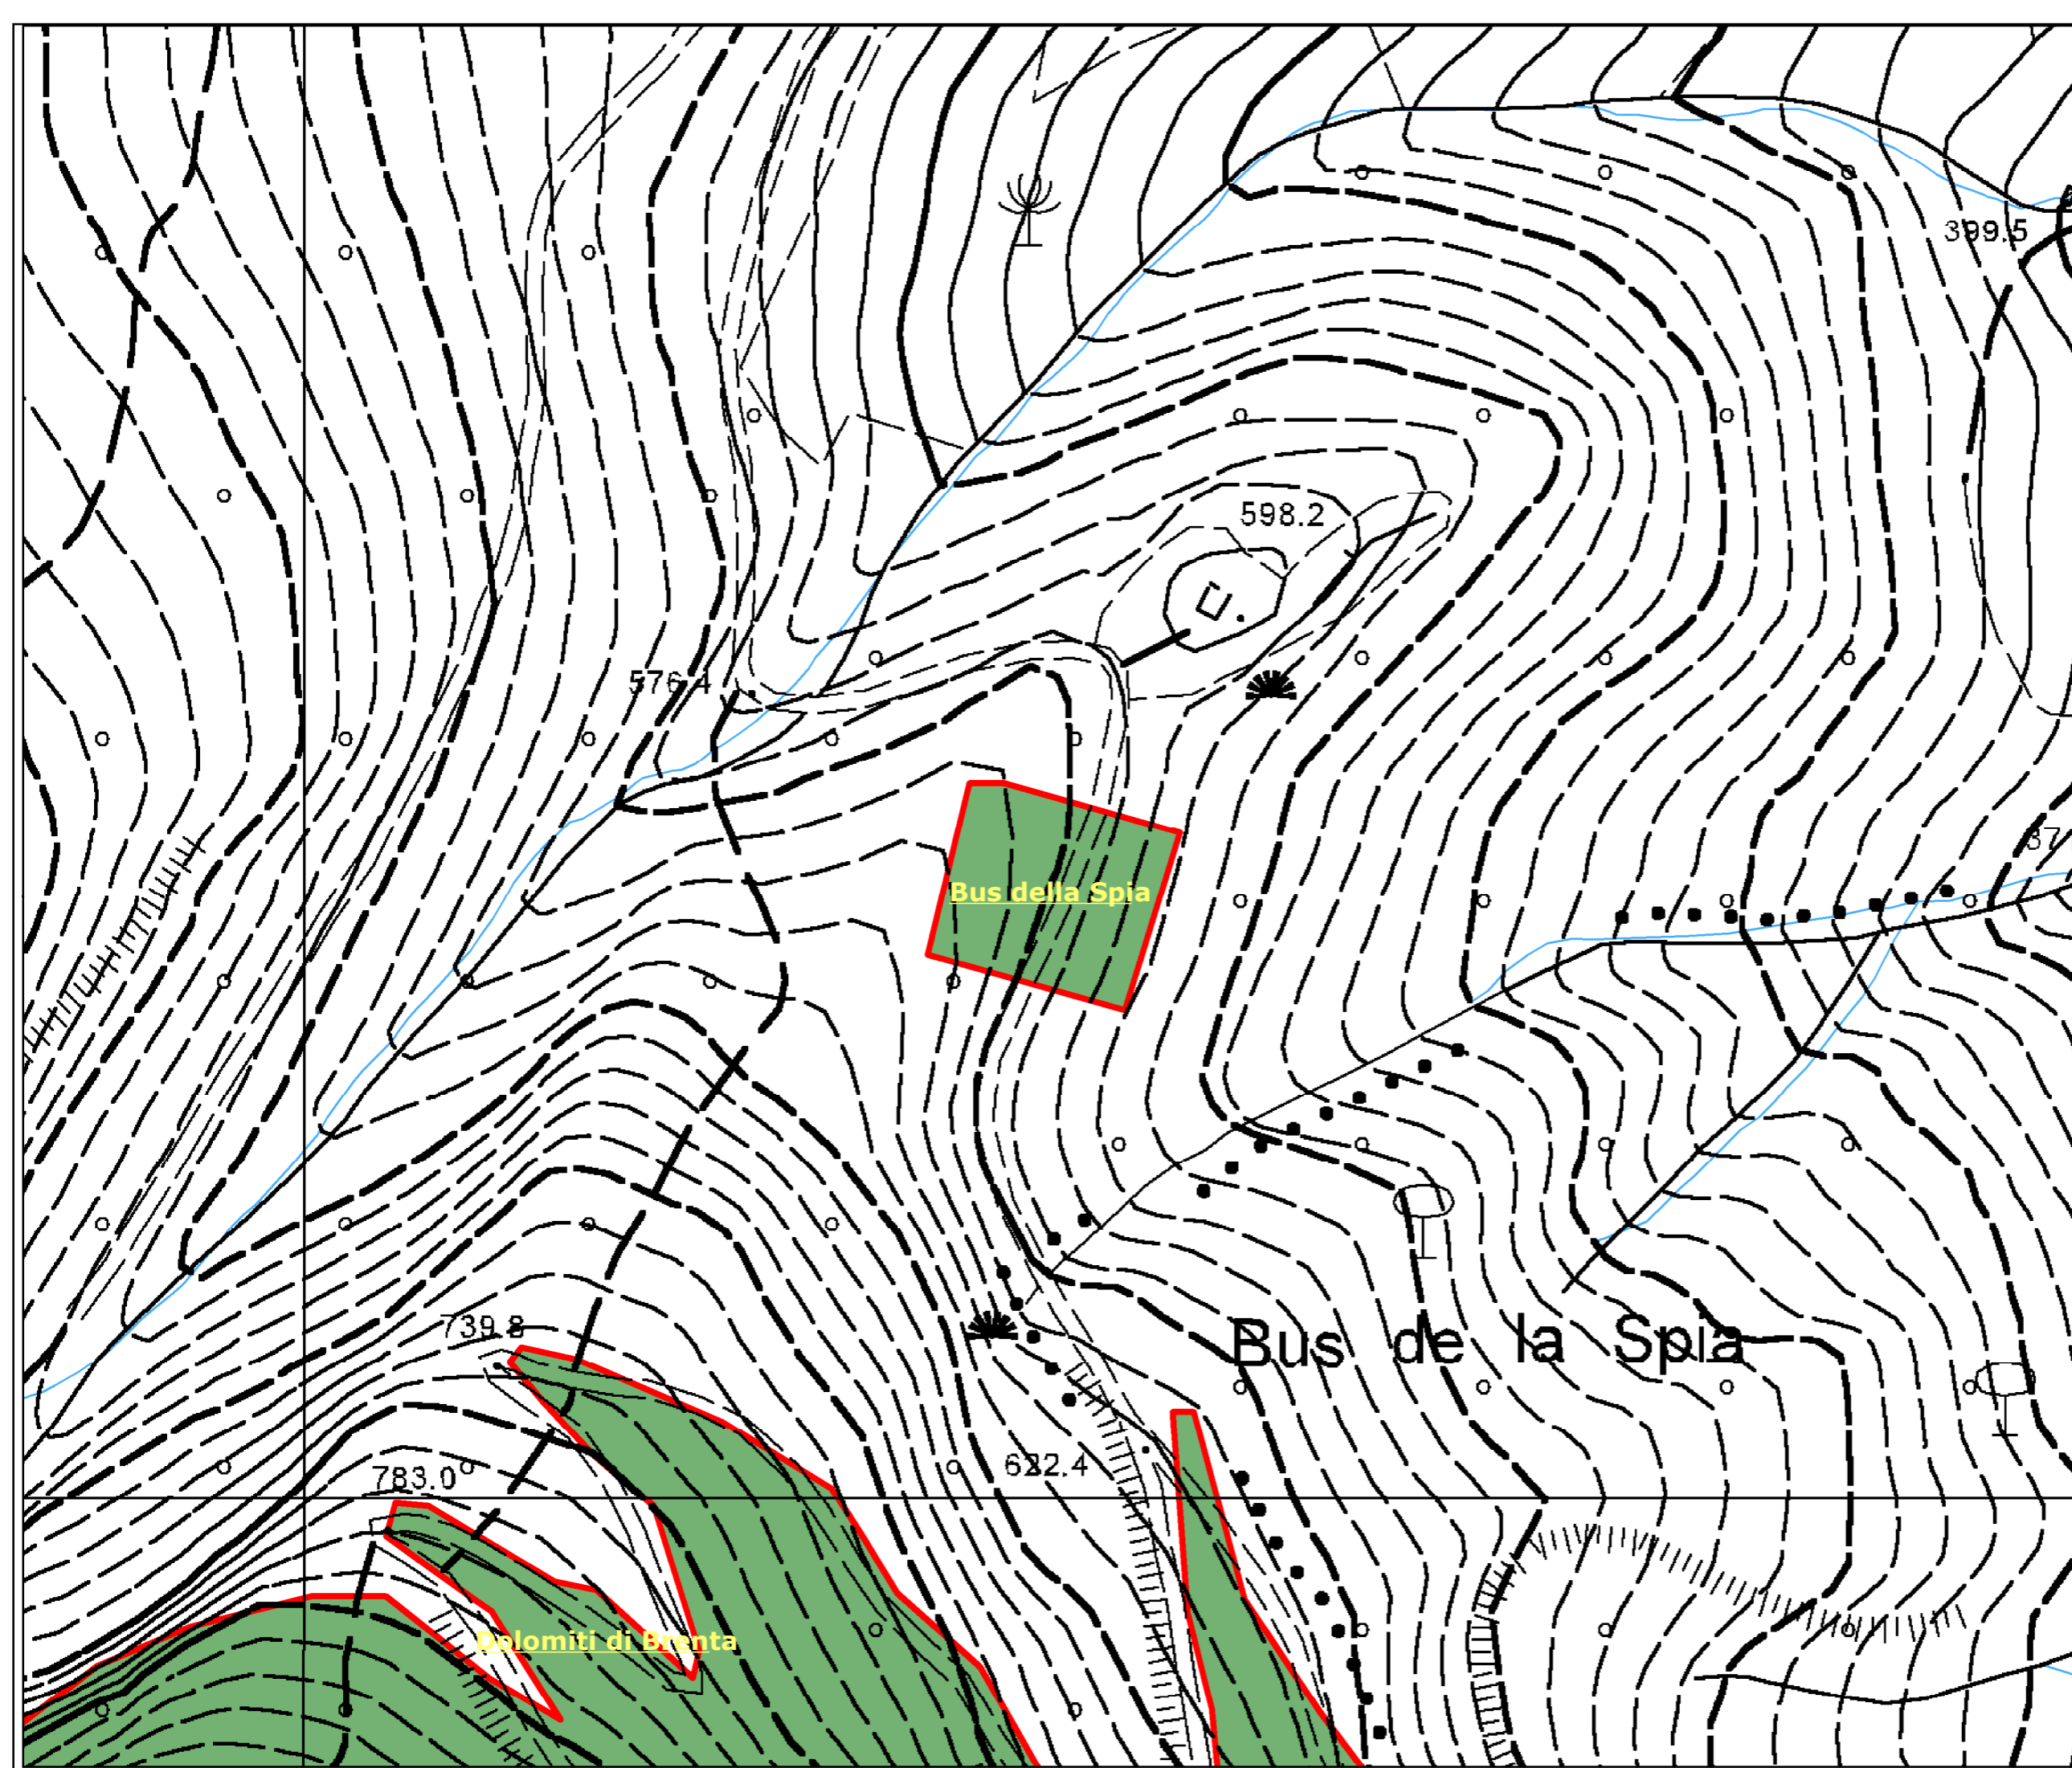 399.5
598.2
576.4
37
Bus della Spia
739.8
Bus de la Spia
622.4
783.0
Dolomiti di Brenta